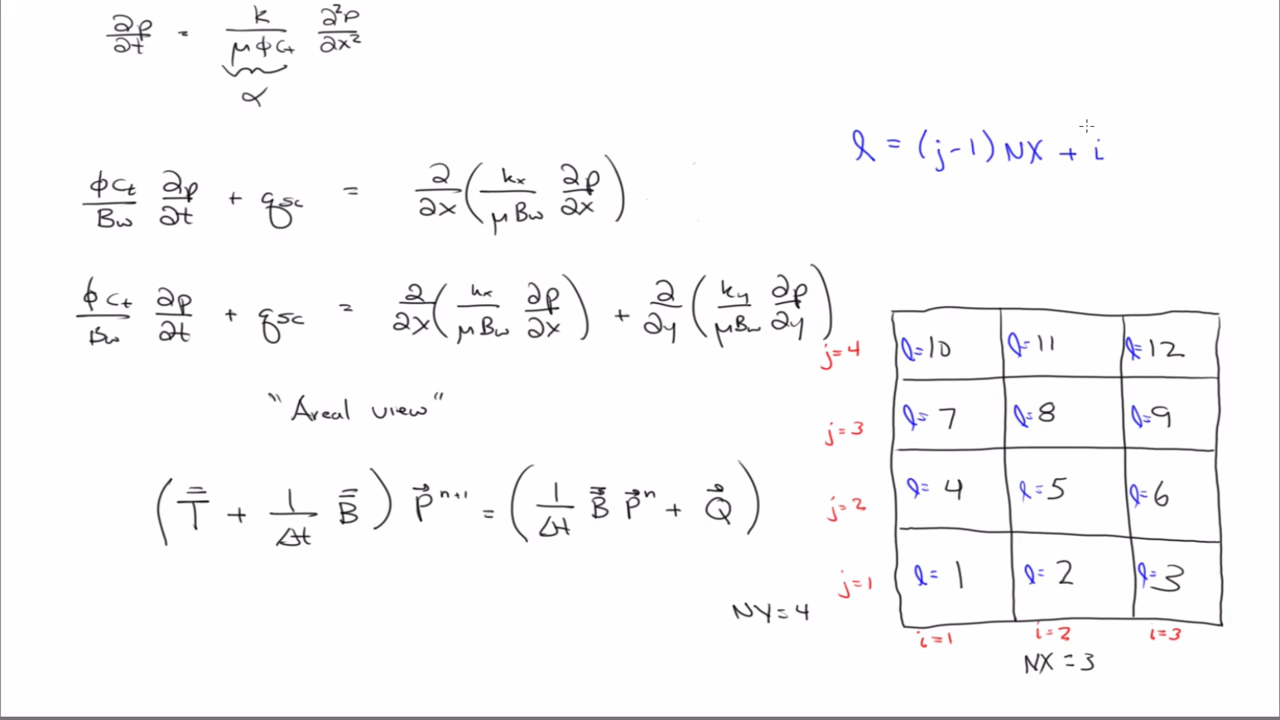 ∂p/∂t = k/(μϕc_t) ∂²p/∂x²
α
l = (j-1) NX + i
ϕc_t/B_w ∂p/∂t + q_sc = ∂/∂x (k_x/(μB_w) ∂p/∂x)
ϕc_t/B_w ∂p/∂t + q_sc = ∂/∂x (k_x/(μB_w) ∂p/∂x) + ∂/∂y (k_y/(μB_w) ∂p/∂y)
"Areal view"
(T̿ + 1/Δt B̿) P⃗ⁿ⁺¹ = (1/Δt B̿ P⃗ⁿ + Q⃗)
j=4 l=10 l=11 l=12
j=3 l=7 l=8 l=9
j=2 l=4 l=5 l=6
j=1 l=1 l=2 l=3
NY=4
i=1 i=2 i=3
NX=3